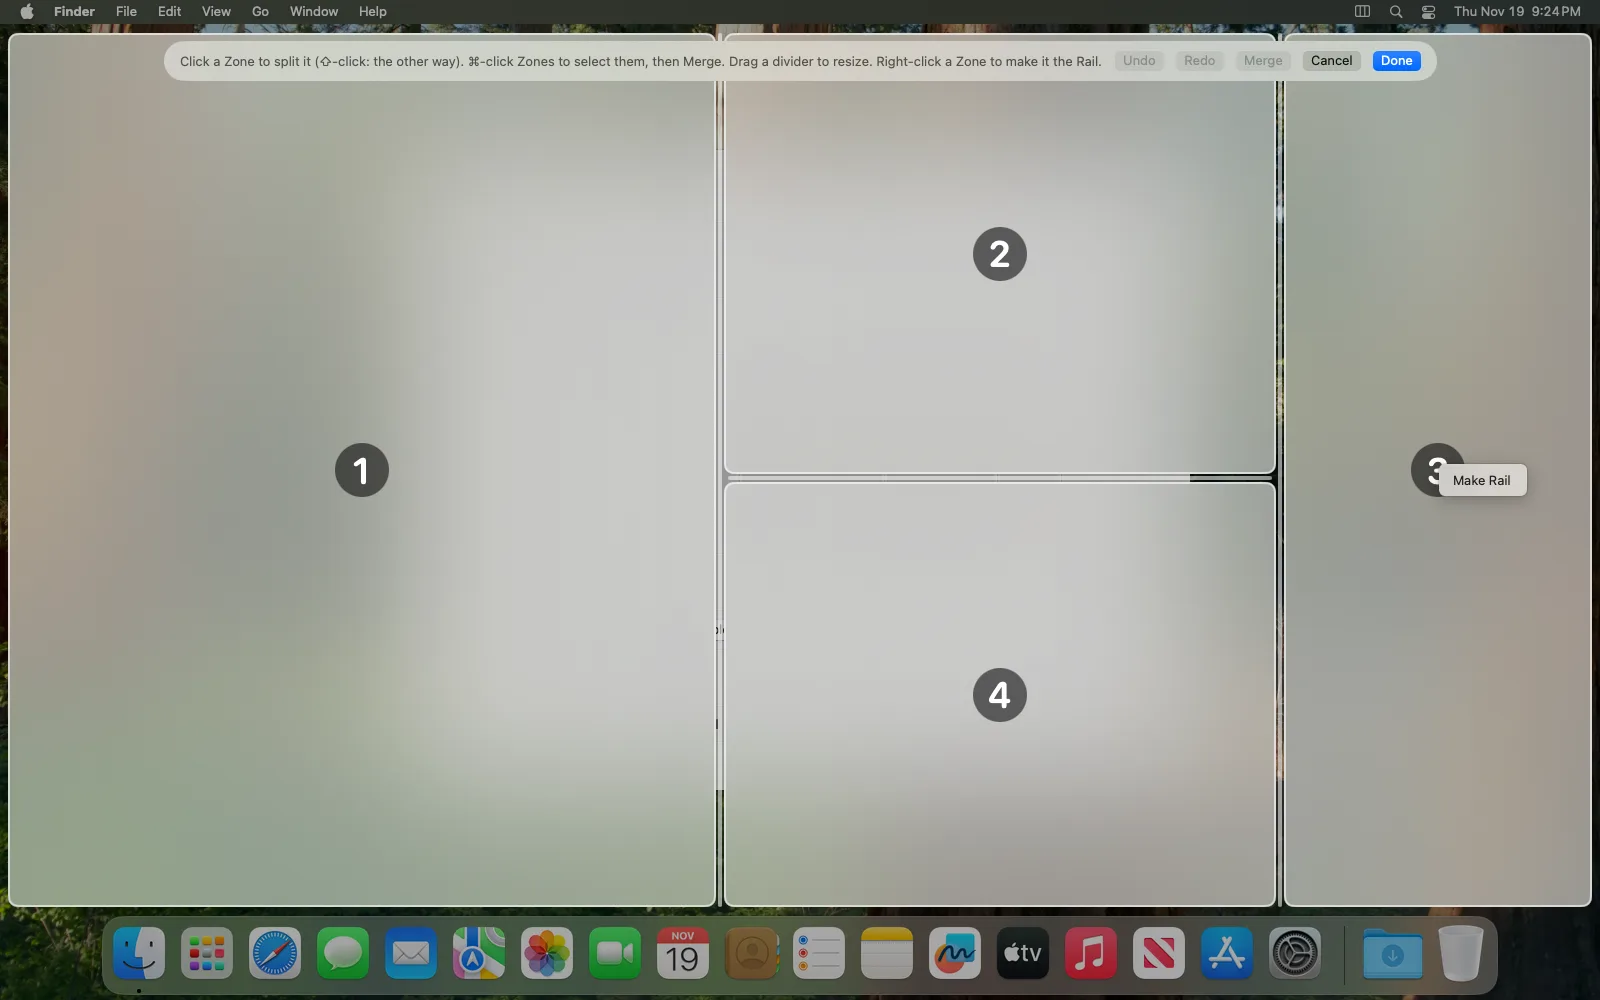 Finder File Edit View Go Window Help Thu Nov 19 9:24 PM
Click a Zone to split it (⇧-click: the other way). ⌘-click Zones to select them, then Merge. Drag a divider to resize. Right-click a Zone to make it the Rail. Undo Redo Merge Cancel Done
2
1
3
Make Rail
4
NOV
19
tv